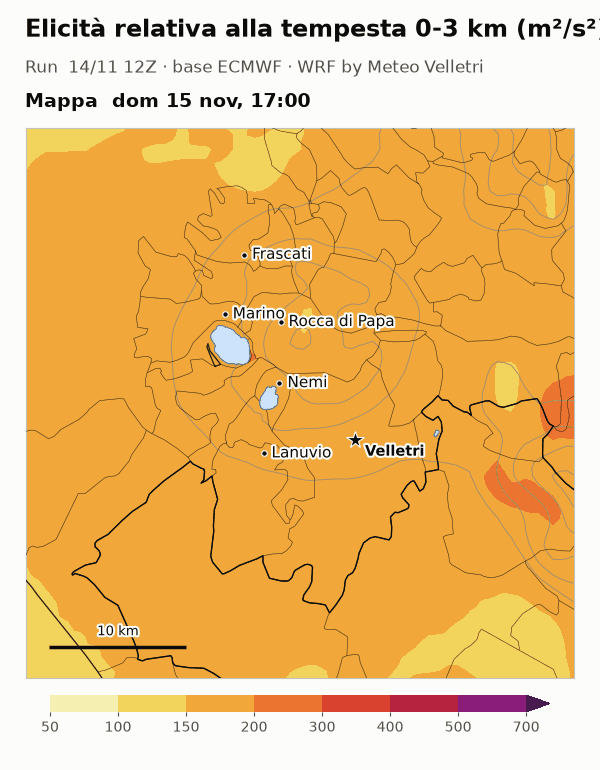 Elicità relativa alla tempesta 0-3 km (m²/s²)
Run  14/11 12Z · base ECMWF · WRF by Meteo Velletri
Mappa  dom 15 nov, 17:00
Frascati
Marino
Rocca di Papa
Nemi
Velletri
Lanuvio
10 km
50 100 150 200 300 400 500 700